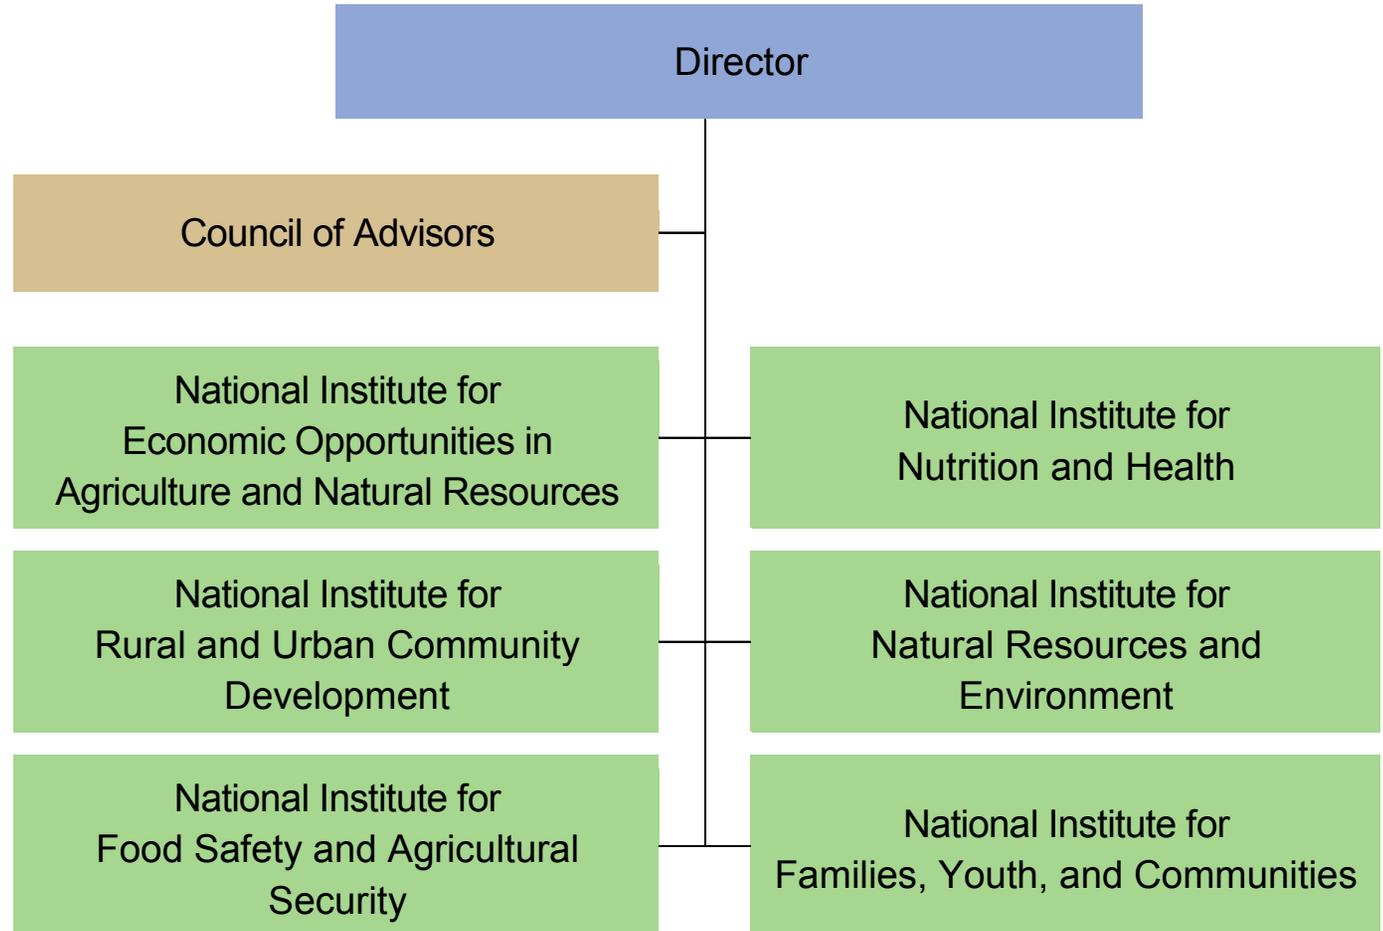 Director
Council of Advisors
National Institute for
Economic Opportunities in
Agriculture and Natural Resources
National Institute for
Nutrition and Health
National Institute for
Rural and Urban Community
Development
National Institute for
Natural Resources and
Environment
National Institute for
Food Safety and Agricultural
Security
National Institute for
Families, Youth, and Communities